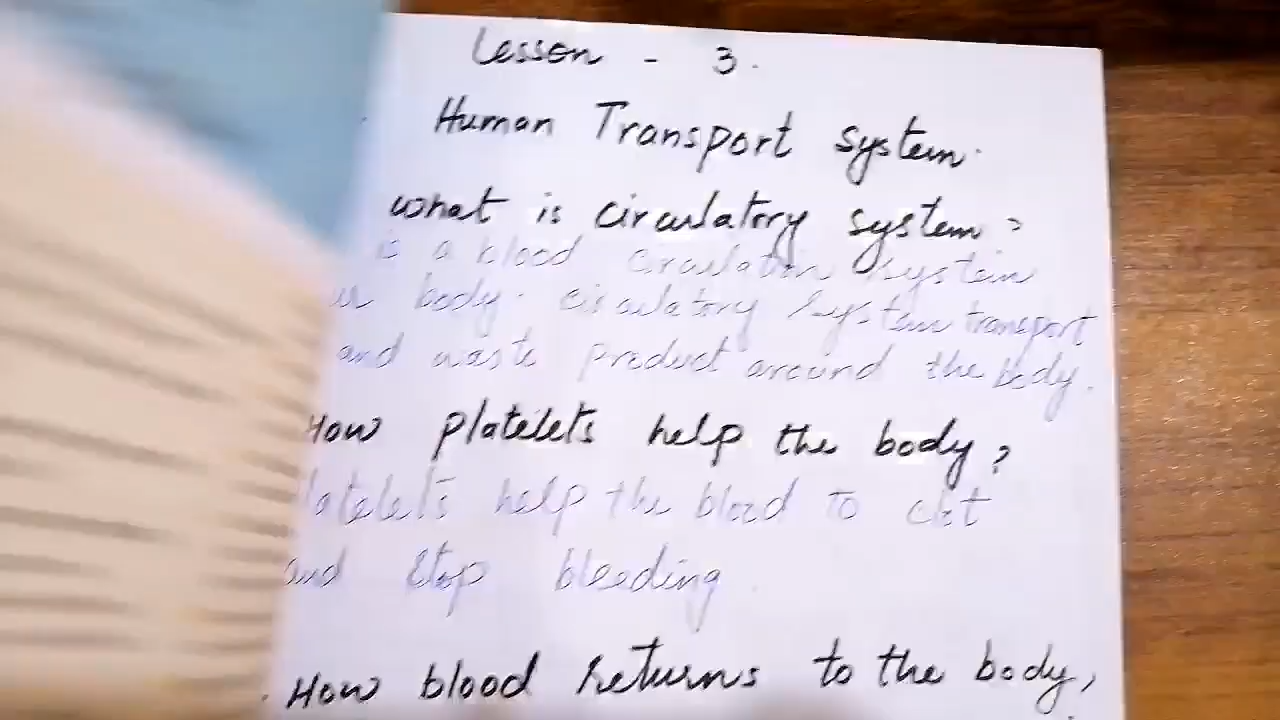 Lesson - 3.
Human Transport system.
what is circulatory system?
is a blood circulation system
body. circulatory system transport
and waste product around the body.
How platelets help the body?
latelets help the blood to clot
and stop bleeding.
How blood returns to the body,